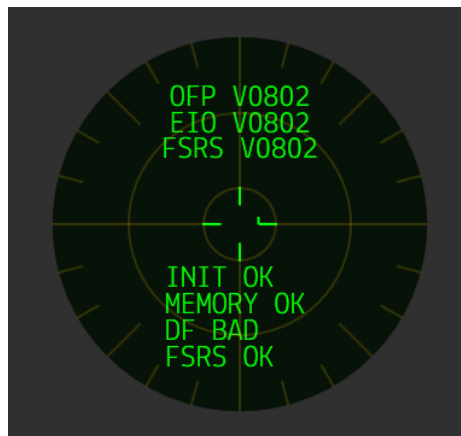 OFP V0802
EIO V0802
FSRS V0802
INIT OK
MEMORY OK
DF BAD
FSRS OK